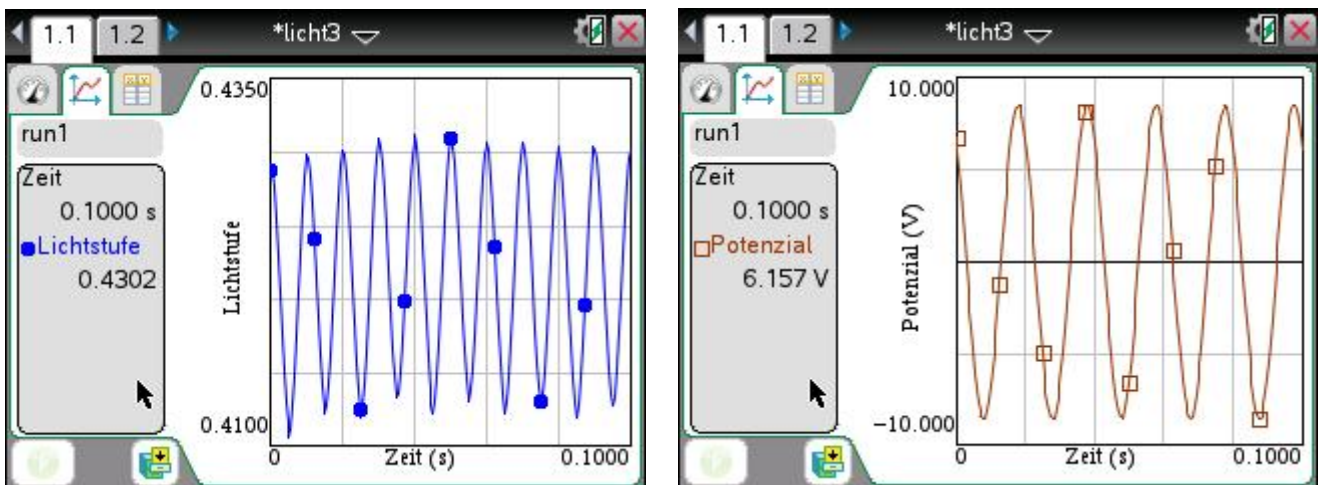 1.1 1.2 *licht3
run1
Zeit
0.1000 s
Lichtstufe
0.4302
0.4350
Lichtstufe
0.4100
0 Zeit (s) 0.1000
1.1 1.2 *licht3
run1
Zeit
0.1000 s
Potenzial
6.157 V
10.000
Potenzial (V)
-10.000
0 Zeit (s) 0.1000